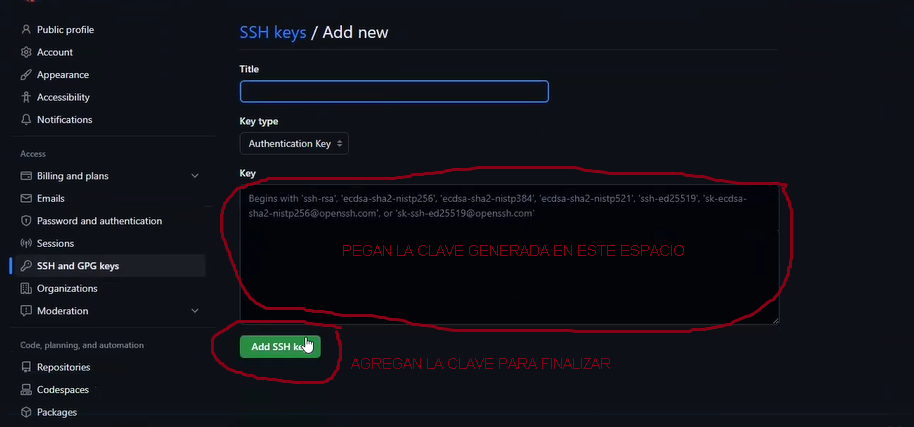 Public profile
Account
Appearance
Accessibility
Notifications
Access
Billing and plans
Emails
Password and authentication
Sessions
SSH and GPG keys
Organizations
Moderation
Code, planning, and automation
Repositories
Codespaces
Packages
SSH keys / Add new
Title
Key type
Authentication Key
Key
Begins with 'ssh-rsa', 'ecdsa-sha2-nistp256', 'ecdsa-sha2-nistp384', 'ecdsa-sha2-nistp521', 'ssh-ed25519', 'sk-ecdsa-
sha2-nistp256@openssh.com', or 'sk-ssh-ed25519@openssh.com'
PEGAN LA CLAVE GENERADA EN ESTE ESPACIO
Add SSH key
AGREGAN LA CLAVE PARA FINALIZAR